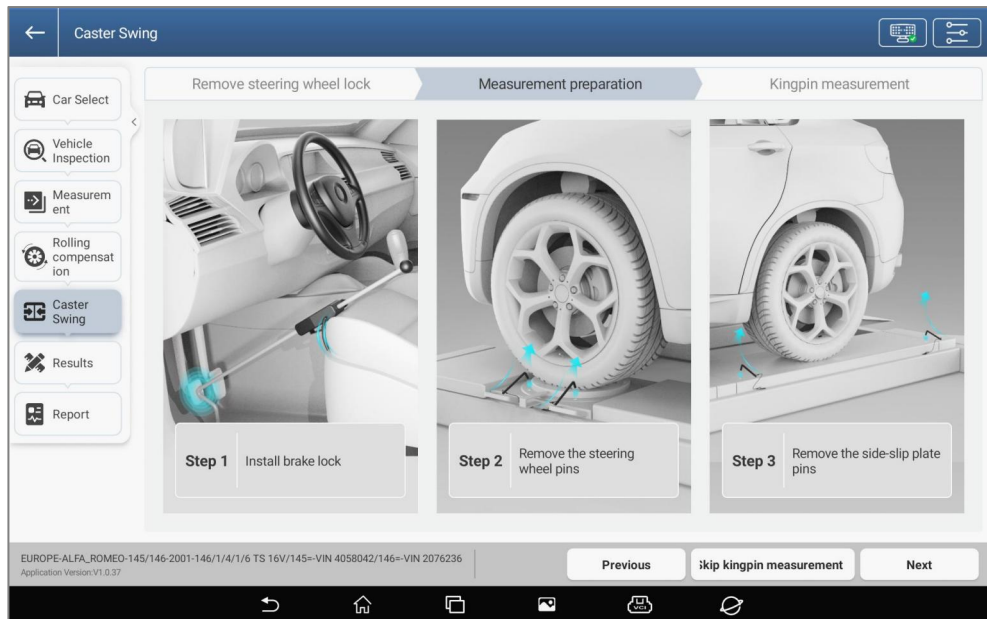 Caster Swing
Remove steering wheel lock
Measurement preparation
Kingpin measurement
Car Select
Vehicle
Inspection
Measurem
ent
Rolling
compensat
ion
Caster
Swing
Results
Report
Step 1
Install brake lock
Step 2
Remove the steering
wheel pins
Step 3
Remove the side-slip plate
pins
EUROPE-ALFA_ROMEO-145/146-2001-146/1/4/1/6 TS 16V/145=-VIN 4058042/146=-VIN 2076236
Application Version:V1.0.37
Previous
kip kingpin measurement
Next
VCI